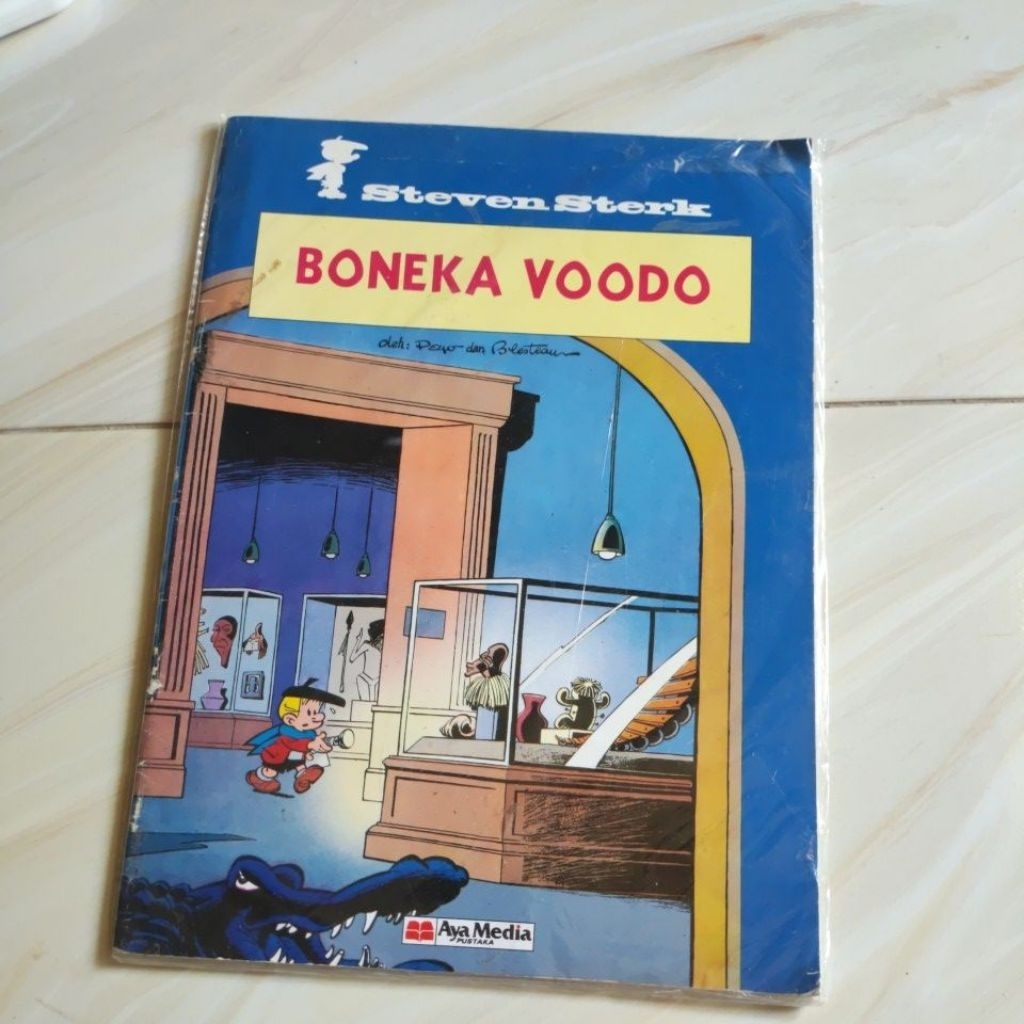 Steven Sterk
BONEKA VOODO
oleh: Peyo dan Blesteau
Aya Media
PUSTAKA